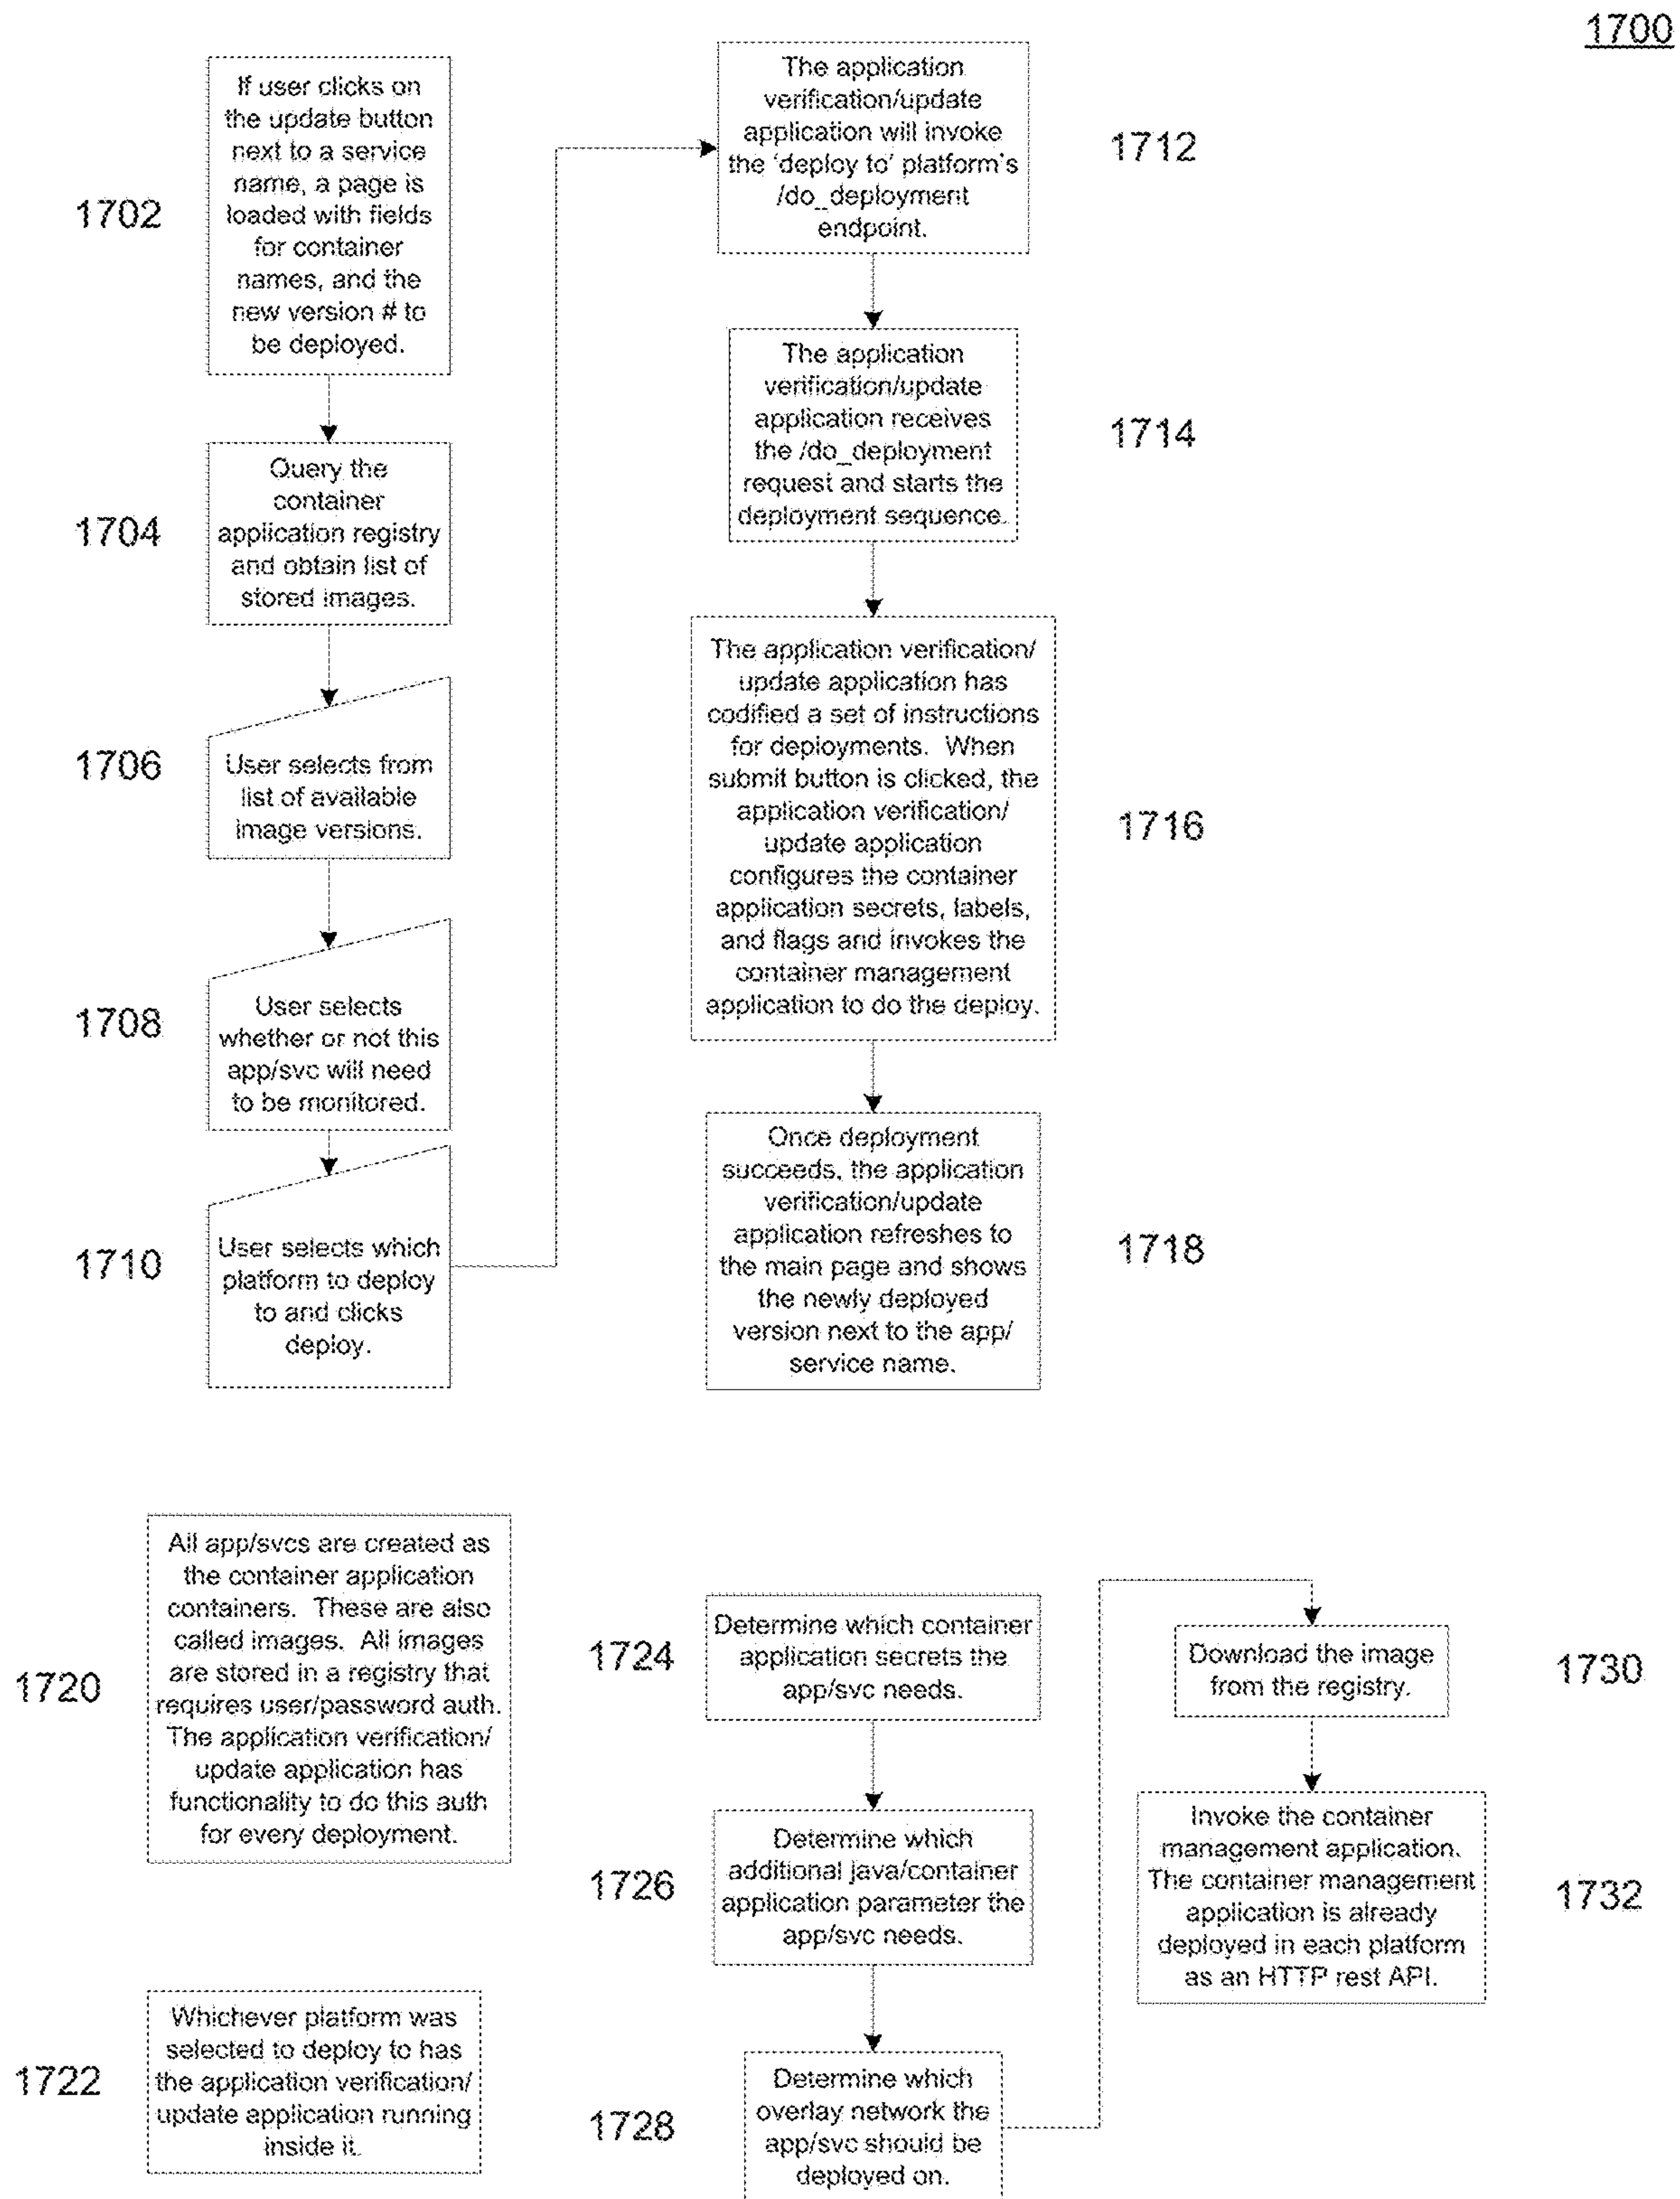 1700
1702
If user clicks on
the update button
next to a service
name, a page is
loaded with fields
for container
names, and the
new version # to
be deployed.
1704
Query the
container
application registry
and obtain list of
stored images.
1706
User selects from
list of available
image versions.
1708
User selects
whether or not this
app/svc will need
to be monitored.
1710
User selects which
platform to deploy
to and clicks
deploy.
The application
verification/update
application will invoke
the ‘deploy to’ platform’s
/do_deployment
endpoint.
1712
The application
verification/update
application receives
the /do_deployment
request and starts the
deployment sequence.
1714
The application verification/
update application has
codified a set of instructions
for deployments. When
submit button is clicked, the
application verification/
update application
configures the container
application secrets, labels,
and flags and invokes the
container management
application to do the deploy.
1716
Once deployment
succeeds, the application
verification/update
application refreshes to
the main page and shows
the newly deployed
version next to the app/
service name.
1718
1720
All app/svcs are created as
the container application
containers. These are also
called images. All images
are stored in a registry that
requires user/password auth.
The application verification/
update application has
functionality to do this auth
for every deployment.
1722
Whichever platform was
selected to deploy to has
the application verification/
update application running
inside it.
1724
Determine which container
application secrets the
app/svc needs.
1726
Determine which
additional java/container
application parameter the
app/svc needs.
1728
Determine which
overlay network the
app/svc should be
deployed on.
Download the image
from the registry.
1730
Invoke the container
management application.
The container management
application is already
deployed in each platform
as an HTTP rest API.
1732